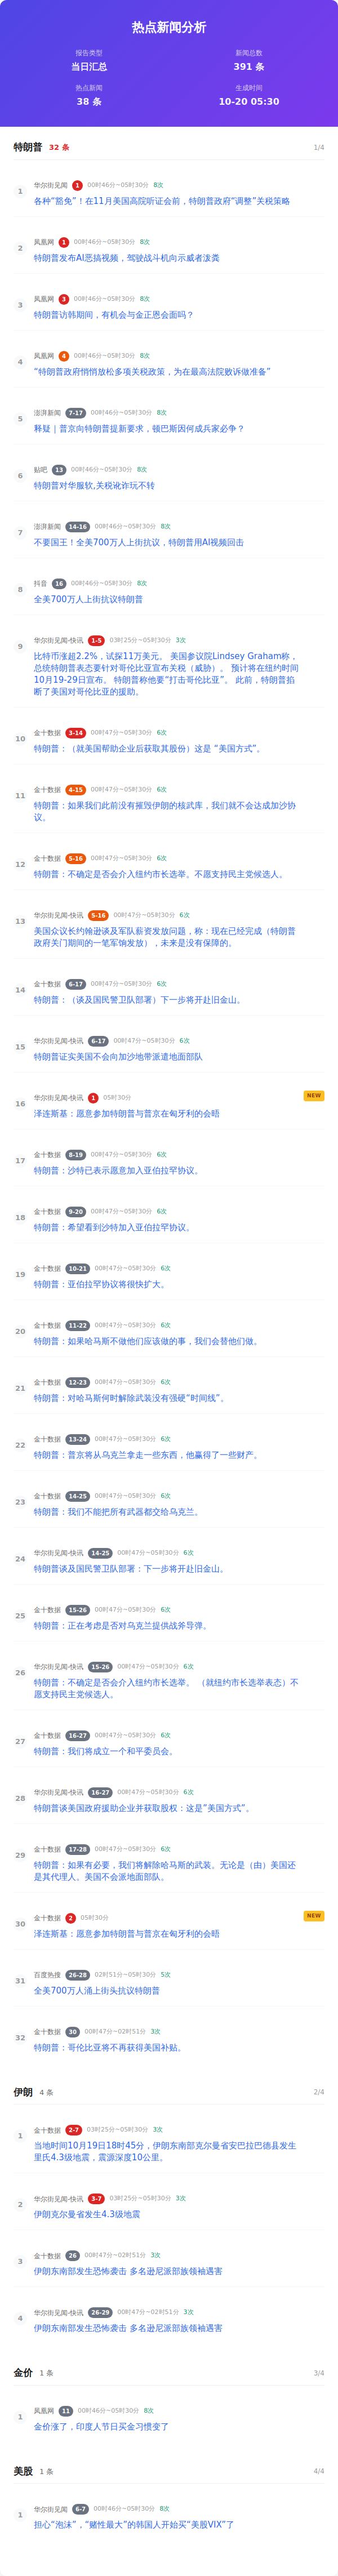 热点新闻分析
报告类型
新闻总数
当日汇总
391 条
热点新闻
生成时间
38 条
10-20 05:30
特朗普 32 条 1/4
1 华尔街见闻 1 00时46分~05时30分 8次
各种“豁免”！在11月美国高院听证会前，特朗普政府“调整”关税策略
2 凤凰网 1 00时46分~05时30分 8次
特朗普发布AI恶搞视频，驾驶战斗机向示威者泼粪
3 凤凰网 3 00时46分~05时30分 8次
特朗普访韩期间，有机会与金正恩会面吗？
4 凤凰网 4 00时46分~05时30分 8次
“特朗普政府悄悄放松多项关税政策，为在最高法院败诉做准备”
5 澎湃新闻 7-17 00时46分~05时30分 8次
释疑｜普京向特朗普提新要求，顿巴斯因何成兵家必争？
6 贴吧 13 00时46分~05时30分 8次
特朗普对华服软,关税讹诈玩不转
7 澎湃新闻 14-16 00时46分~05时30分 8次
不要国王！全美700万人上街抗议，特朗普用AI视频回击
8 抖音 16 00时46分~05时30分 8次
全美700万人上街抗议特朗普
9 华尔街见闻-快讯 1-5 03时25分~05时30分 3次
比特币涨超2.2%，试探11万美元。 美国参议院Lindsey Graham称，
总统特朗普表态要针对哥伦比亚宣布关税（威胁）。 预计将在纽约时间
10月19-29日宣布。 特朗普称他要“打击哥伦比亚”。 此前，特朗普掐
断了美国对哥伦比亚的援助。
10 金十数据 3-14 00时47分~05时30分 6次
特朗普：（就美国帮助企业后获取其股份）这是 “美国方式”。
11 金十数据 4-15 00时47分~05时30分 6次
特朗普：如果我们此前没有摧毁伊朗的核武库，我们就不会达成加沙协
议。
12 金十数据 5-16 00时47分~05时30分 6次
特朗普：不确定是否会介入纽约市长选举。不愿支持民主党候选人。
13 华尔街见闻-快讯 5-16 00时47分~05时30分 6次
美国众议长约翰逊谈及军队薪资发放问题，称：现在已经完成（特朗普
政府关门期间的一笔军饷发放），未来是没有保障的。
14 金十数据 6-17 00时47分~05时30分 6次
特朗普：（谈及国民警卫队部署）下一步将开赴旧金山。
15 华尔街见闻-快讯 6-17 00时47分~05时30分 6次
特朗普证实美国不会向加沙地带派遣地面部队
16 华尔街见闻-快讯 1 05时30分 NEW
泽连斯基：愿意参加特朗普与普京在匈牙利的会晤
17 金十数据 8-19 00时47分~05时30分 6次
特朗普：沙特已表示愿意加入亚伯拉罕协议。
18 金十数据 9-20 00时47分~05时30分 6次
特朗普：希望看到沙特加入亚伯拉罕协议。
19 金十数据 10-21 00时47分~05时30分 6次
特朗普：亚伯拉罕协议将很快扩大。
20 金十数据 11-22 00时47分~05时30分 6次
特朗普：如果哈马斯不做他们应该做的事，我们会替他们做。
21 金十数据 12-23 00时47分~05时30分 6次
特朗普：对哈马斯何时解除武装没有强硬“时间线”。
22 金十数据 13-24 00时47分~05时30分 6次
特朗普：普京将从乌克兰拿走一些东西，他赢得了一些财产。
23 金十数据 14-25 00时47分~05时30分 6次
特朗普：我们不能把所有武器都交给乌克兰。
24 华尔街见闻-快讯 14-25 00时47分~05时30分 6次
特朗普谈及国民警卫队部署：下一步将开赴旧金山。
25 金十数据 15-26 00时47分~05时30分 6次
特朗普：正在考虑是否对乌克兰提供战斧导弹。
26 华尔街见闻-快讯 15-26 00时47分~05时30分 6次
特朗普：不确定是否会介入纽约市长选举。 （就纽约市长选举表态）不
愿支持民主党候选人。
27 金十数据 16-27 00时47分~05时30分 6次
特朗普：我们将成立一个和平委员会。
28 华尔街见闻-快讯 16-27 00时47分~05时30分 6次
特朗普谈美国政府援助企业并获取股权：这是“美国方式”。
29 金十数据 17-28 00时47分~05时30分 6次
特朗普：如果有必要，我们将解除哈马斯的武装。无论是（由）美国还
是其代理人。美国不会派地面部队。
30 金十数据 2 05时30分 NEW
泽连斯基：愿意参加特朗普与普京在匈牙利的会晤
31 百度热搜 26-28 02时51分~05时30分 5次
全美700万人涌上街头抗议特朗普
32 金十数据 30 00时47分~02时51分 3次
特朗普：哥伦比亚将不再获得美国补贴。
伊朗 4 条 2/4
1 金十数据 2-7 03时25分~05时30分 3次
当地时间10月19日18时45分，伊朗东南部克尔曼省安巴拉巴德县发生
里氏4.3级地震，震源深度10公里。
2 华尔街见闻-快讯 3-7 03时25分~05时30分 3次
伊朗克尔曼省发生4.3级地震
3 金十数据 26 00时47分~02时51分 3次
伊朗东南部发生恐怖袭击 多名逊尼派部族领袖遇害
4 华尔街见闻-快讯 26-29 00时47分~02时51分 3次
伊朗东南部发生恐怖袭击 多名逊尼派部族领袖遇害
金价 1 条 3/4
1 凤凰网 11 00时46分~05时30分 8次
金价涨了，印度人节日买金习惯变了
美股 1 条 4/4
1 华尔街见闻 6-7 00时46分~05时30分 8次
担心“泡沫”，“赌性最大”的韩国人开始买“美股VIX”了